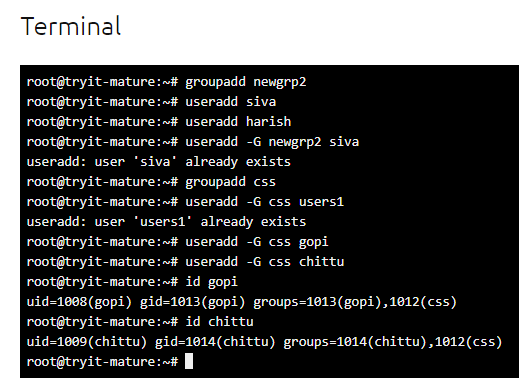 Terminal
root@tryit-mature:~# groupadd newgrp2
root@tryit-mature:~# useradd siva
root@tryit-mature:~# useradd harish
root@tryit-mature:~# useradd -G newgrp2 siva
useradd: user 'siva' already exists
root@tryit-mature:~# groupadd css
root@tryit-mature:~# useradd -G css users1
useradd: user 'users1' already exists
root@tryit-mature:~# useradd -G css gopi
root@tryit-mature:~# useradd -G css chittu
root@tryit-mature:~# id gopi
uid=1008(gopi) gid=1013(gopi) groups=1013(gopi),1012(css)
root@tryit-mature:~# id chittu
uid=1009(chittu) gid=1014(chittu) groups=1014(chittu),1012(css)
root@tryit-mature:~#